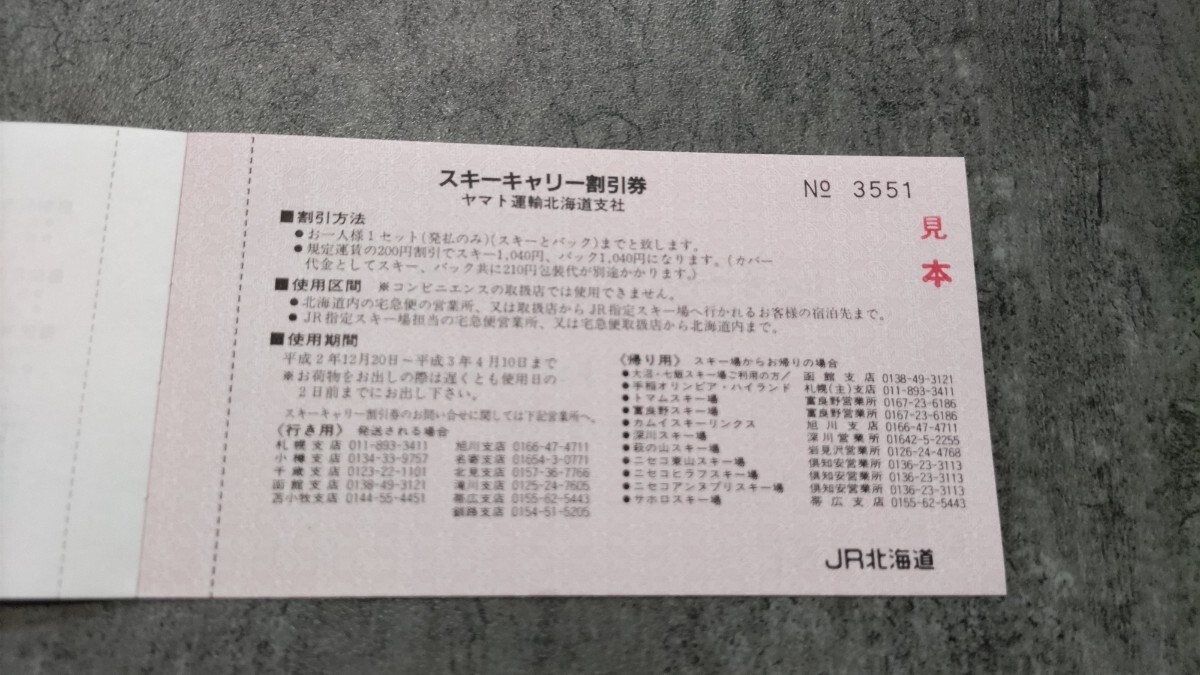 スキーキャリー割引券
ヤマト運輸北海道支社
№ 3551
見本
■割引方法
●お一人様1セット(発払のみ)(スキーとバック)までと致します。
●規定運賃の200円割引でスキー1,040円、バック1,040円になります。(カバー
代金としてスキー、バック共に210円包装代が別途かかります。)
■使用区間 ※コンビニエンスの取扱店では使用できません。
●北海道内の宅急便の営業所、又は取扱店からJR指定スキー場へ行かれるお客様の宿泊先まで。
●JR指定スキー場担当の宅急便営業所、又は宅急便取扱店から北海道内まで。
■使用期間
平成2年12月20日〜平成3年4月10日まで
※お荷物をお出しの際は遅くとも使用日の
2日前までにお出し下さい。
スキーキャリー割引券のお問い合せに関しては下記営業所へ。
《行き用》 発送される場合
札幌支店 011-893-3411 旭川支店 0166-47-4711
小樽支店 0134-33-9757 名寄支店 01654-3-0771
千歳支店 0123-22-1101 北見支店 0157-36-7766
函館支店 0138-49-3121 滝川支店 0125-24-7605
苫小牧支店 0144-55-4451 帯広支店 0155-62-5443
釧路支店 0154-51-5205
《帰り用》 スキー場からお帰りの場合
●大沼・七飯スキー場ご利用の方/ 函館支店 0138-49-3121
●手稲オリンピア・ハイランド 札幌(主)支店 011-893-3411
●トマムスキー場 富良野営業所 0167-23-6186
●富良野スキー場 富良野営業所 0167-23-6186
●カムイスキーリンクス 旭川支店 0166-47-4711
●深川スキー場 深川営業所 01642-5-2255
●萩の山スキー場 岩見沢営業所 0126-24-4768
●ニセコ東山スキー場 倶知安営業所 0136-23-3113
●ニセコヒラフスキー場 倶知安営業所 0136-23-3113
●ニセコアンヌプリスキー場 倶知安営業所 0136-23-3113
●サホロスキー場 帯広支店 0155-62-5443
JR北海道